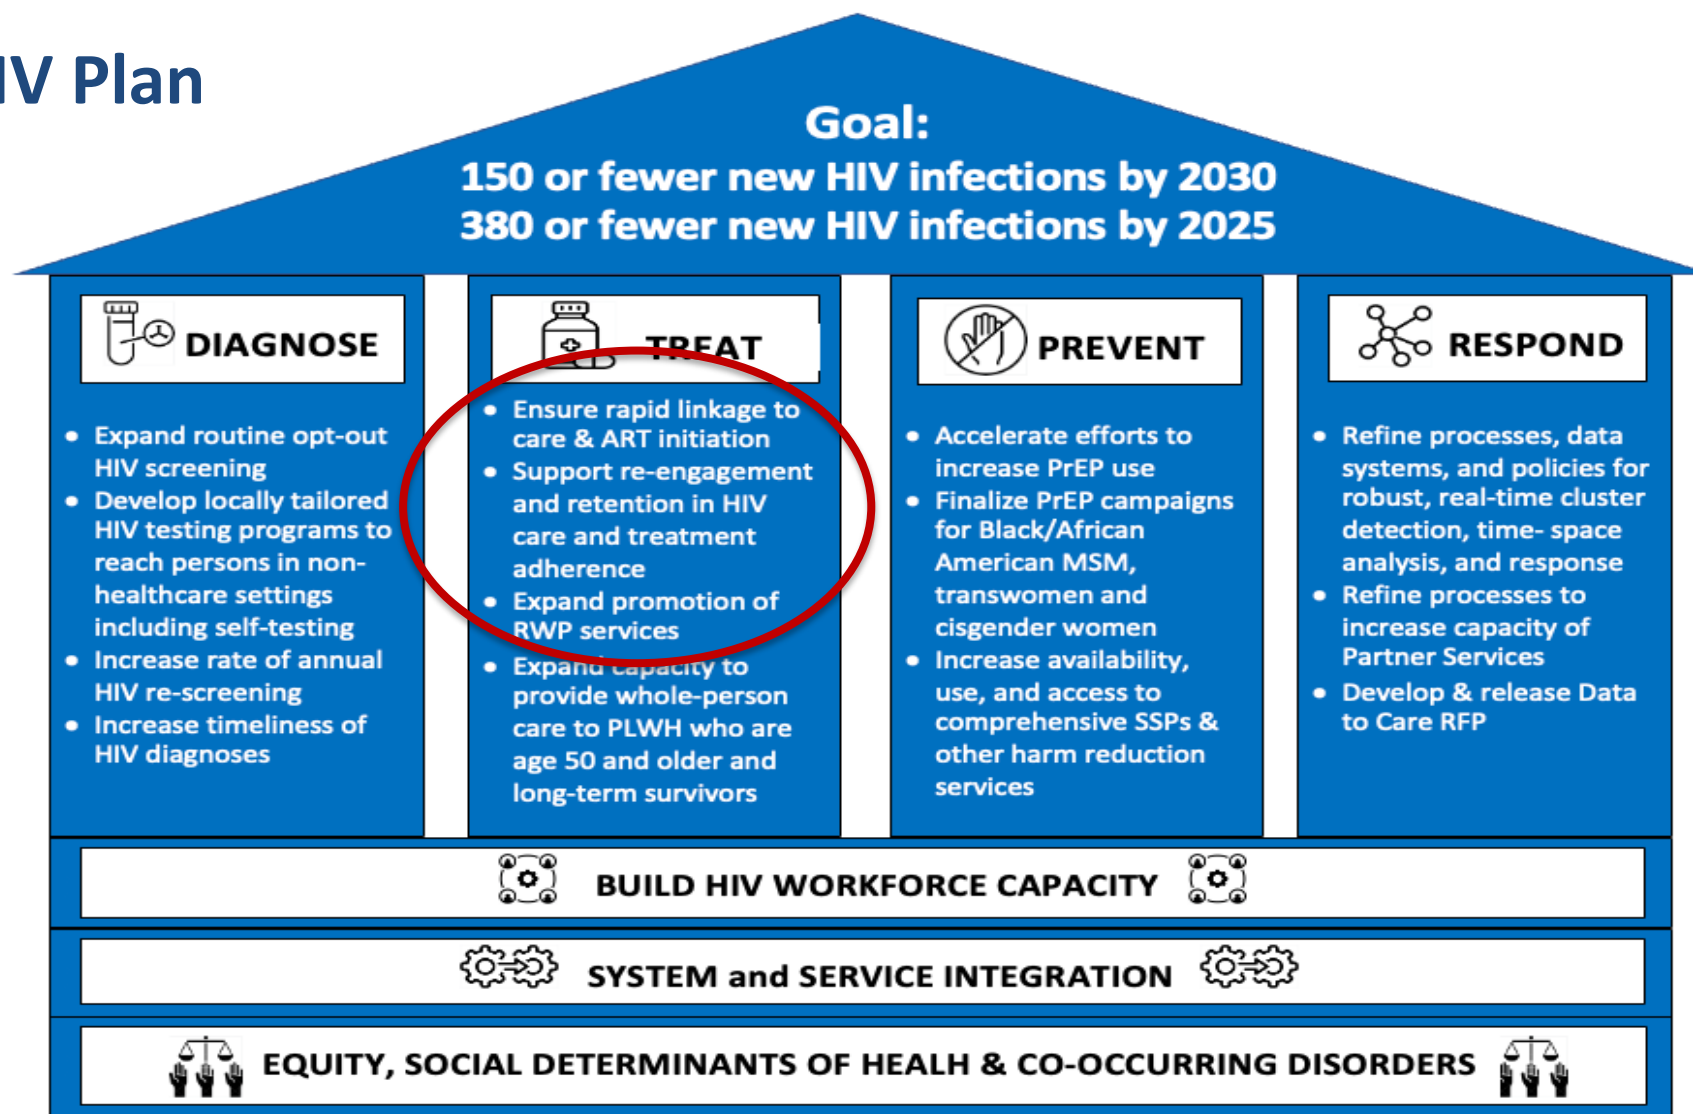 IV Plan
Goal:
150 or fewer new HIV infections by 2030
380 or fewer new HIV infections by 2025
DIAGNOSE
• Expand routine opt-out
HIV screening
• Develop locally tailored
HIV testing programs to
reach persons in non-
healthcare settings
including self-testing
• Increase rate of annual
HIV re-screening
• Increase timeliness of
HIV diagnoses
TREAT
• Ensure rapid linkage to
care & ART initiation
• Support re-engagement
and retention in HIV
care and treatment
adherence
• Expand promotion of
RWP services
• Expand capacity to
provide whole-person
care to PLWH who are
age 50 and older and
long-term survivors
PREVENT
• Accelerate efforts to
increase PrEP use
• Finalize PrEP campaigns
for Black/African
American MSM,
transwomen and
cisgender women
• Increase availability,
use, and access to
comprehensive SSPs &
other harm reduction
services
RESPOND
• Refine processes, data
systems, and policies for
robust, real-time cluster
detection, time- space
analysis, and response
• Refine processes to
increase capacity of
Partner Services
• Develop & release Data
to Care RFP
BUILD HIV WORKFORCE CAPACITY
SYSTEM and SERVICE INTEGRATION
EQUITY, SOCIAL DETERMINANTS OF HEALH & CO-OCCURRING DISORDERS